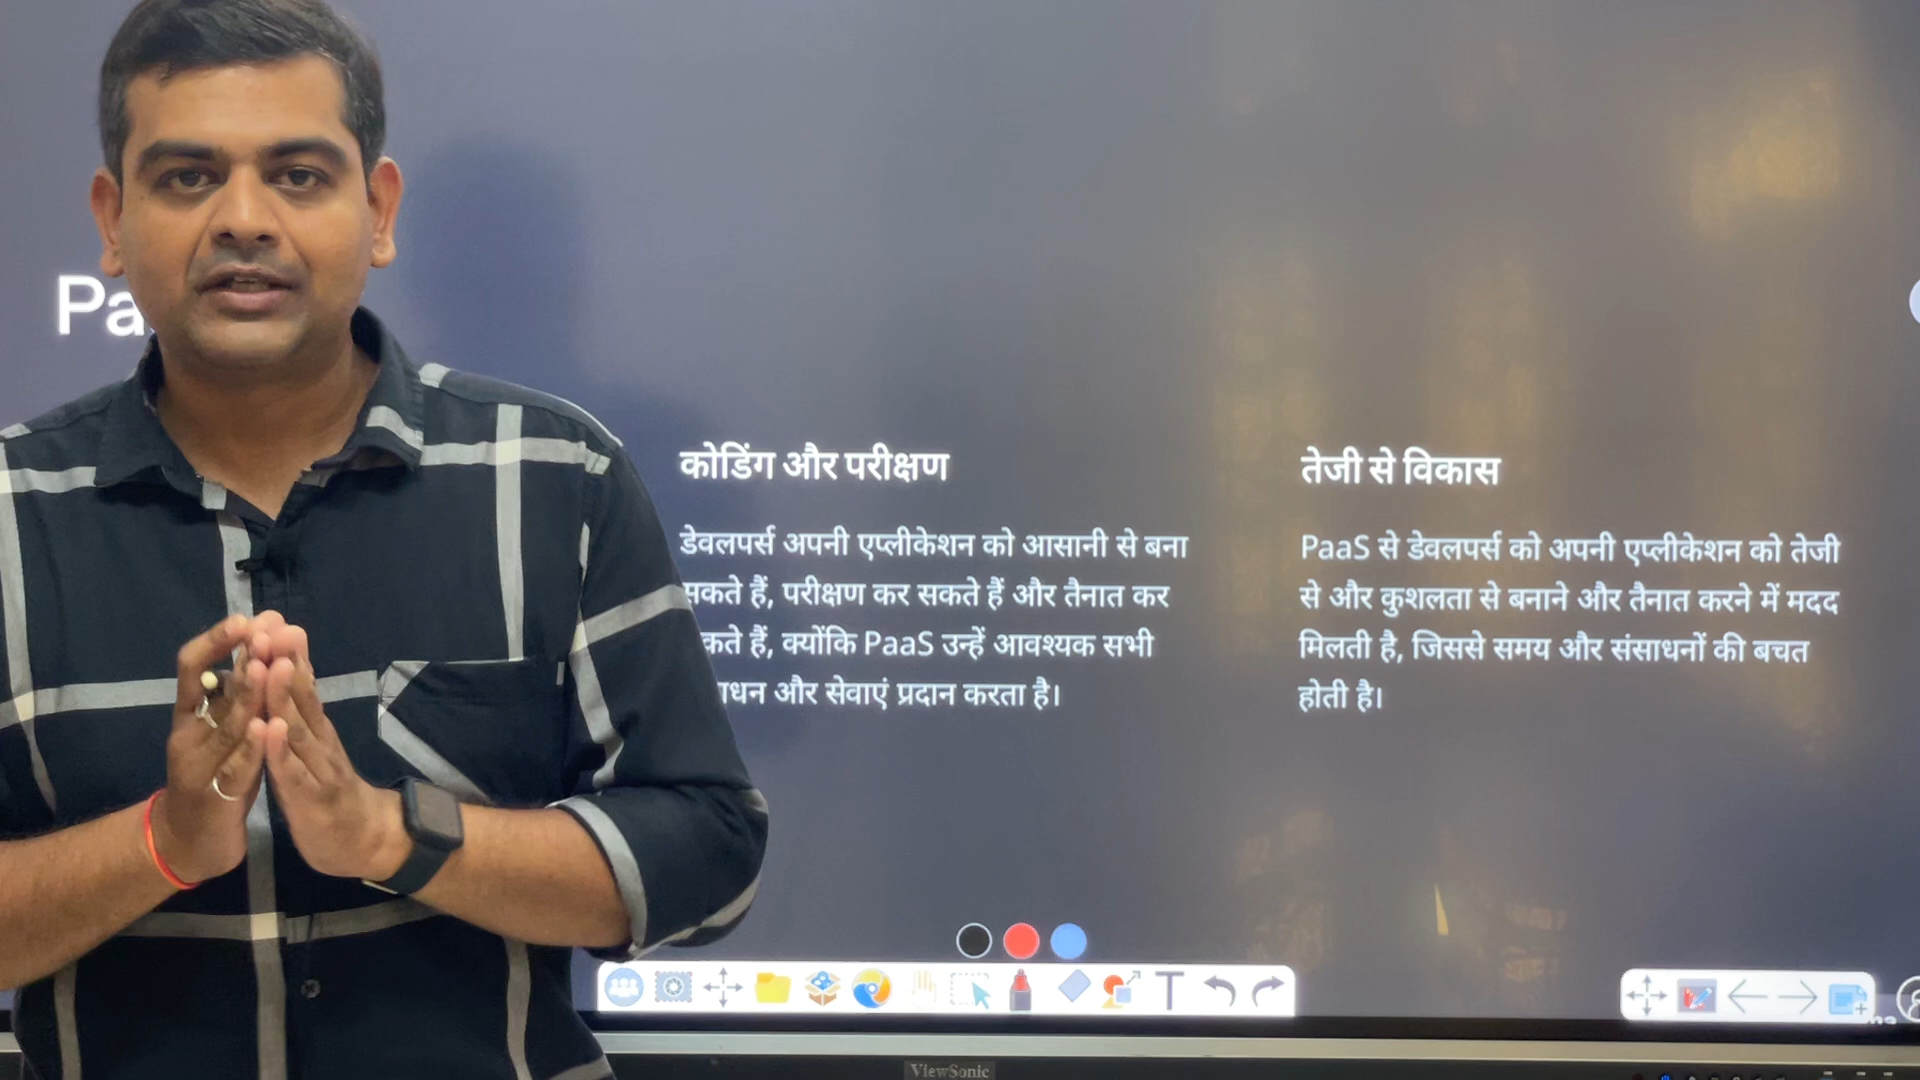 Pa
कोडिंग और परीक्षण
डेवलपर्स अपनी एप्लीकेशन को आसानी से बना
सकते हैं, परीक्षण कर सकते हैं और तैनात कर
हैं, क्योंकि PaaS उन्हें आवश्यक सभी
और सेवाएं प्रदान करता है।
तेजी से विकास
PaaS से डेवलपर्स को अपनी एप्लीकेशन को तेजी
से और कुशलता से बनाने और तैनात करने में मदद
मिलती है, जिससे समय और संसाधनों की बचत
होती है।
ViewSonic